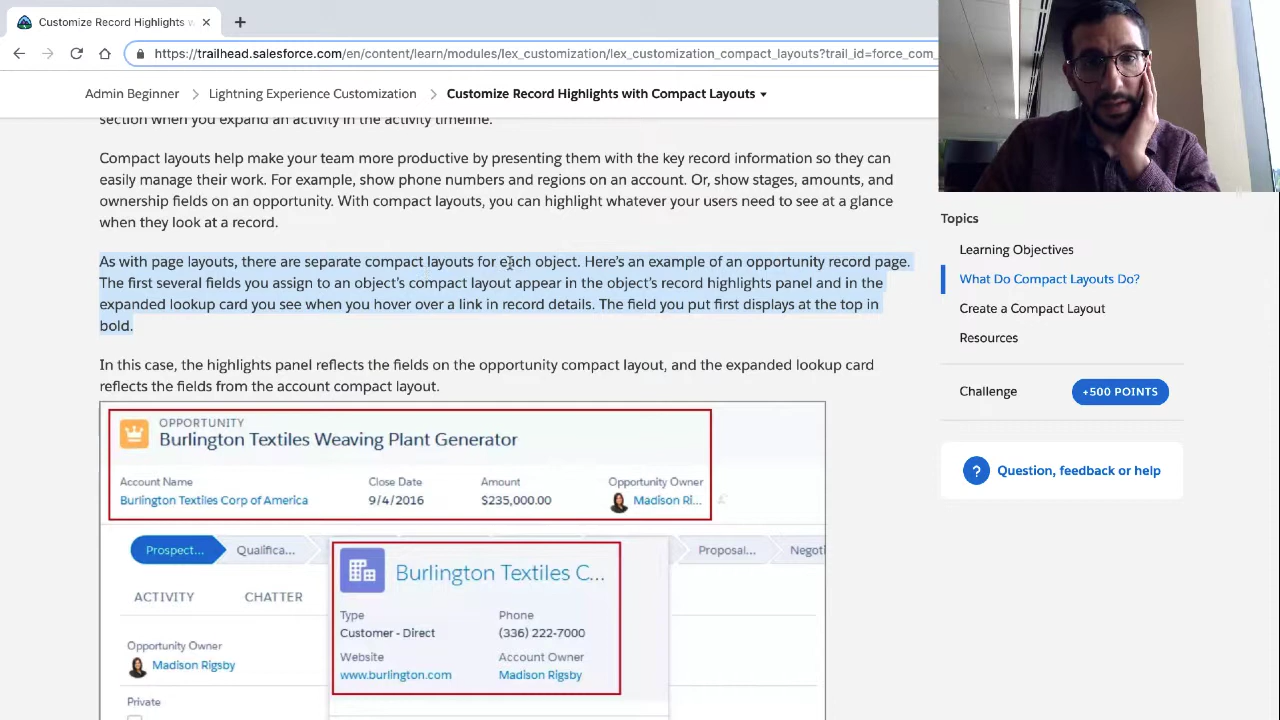 Customize Record Highlights w
https://trailhead.salesforce.com/en/content/learn/modules/lex_customization/lex_customization_compact_layouts?trail_id=force_com_
Admin Beginner > Lightning Experience Customization > Customize Record Highlights with Compact Layouts
section when you expand an activity in the activity timeline.
Compact layouts help make your team more productive by presenting them with the key record information so they can
easily manage their work. For example, show phone numbers and regions on an account. Or, show stages, amounts, and
ownership fields on an opportunity. With compact layouts, you can highlight whatever your users need to see at a glance
when they look at a record.
As with page layouts, there are separate compact layouts for each object. Here's an example of an opportunity record page.
The first several fields you assign to an object's compact layout appear in the object's record highlights panel and in the
expanded lookup card you see when you hover over a link in record details. The field you put first displays at the top in
bold.
In this case, the highlights panel reflects the fields on the opportunity compact layout, and the expanded lookup card
reflects the fields from the account compact layout.
OPPORTUNITY
Burlington Textiles Weaving Plant Generator
Account Name Close Date Amount Opportunity Owner
Burlington Textiles Corp of America 9/4/2016 $235,000.00 Madison Ri...
Prospect... Qualifica... Proposal... Negoti
Burlington Textiles C...
ACTIVITY CHATTER
Type Phone
Customer - Direct (336) 222-7000
Website Account Owner
www.burlington.com Madison Rigsby
Opportunity Owner
Madison Rigsby
Private
Topics
Learning Objectives
What Do Compact Layouts Do?
Create a Compact Layout
Resources
Challenge +500 POINTS
? Question, feedback or help